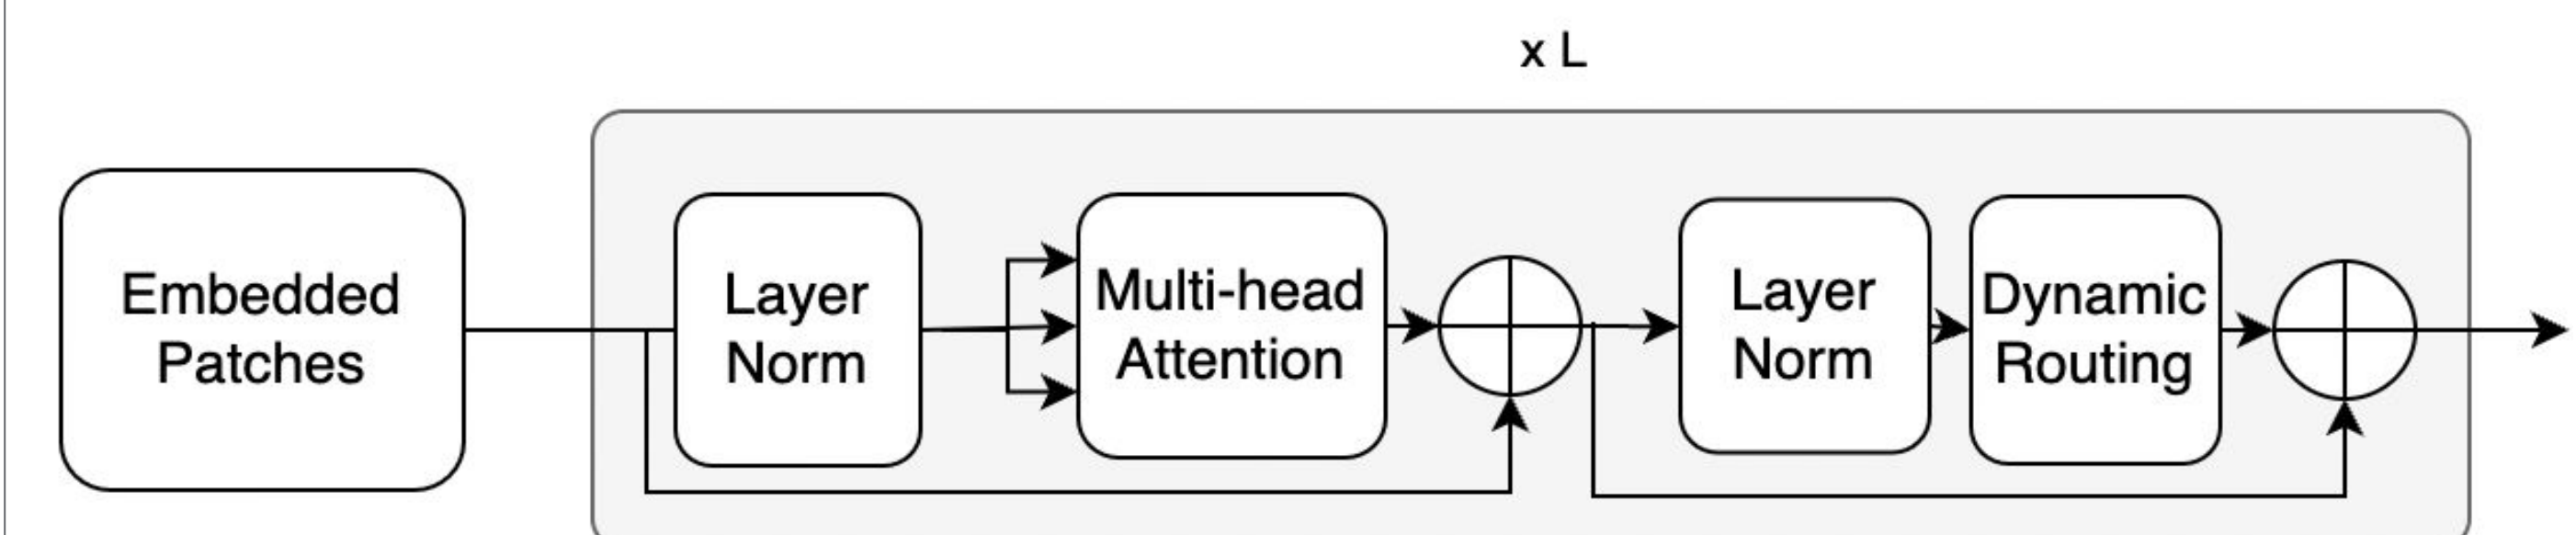 x L
Embedded
Patches
Layer
Norm
Multi-head
Attention
Layer
Norm
Dynamic
Routing